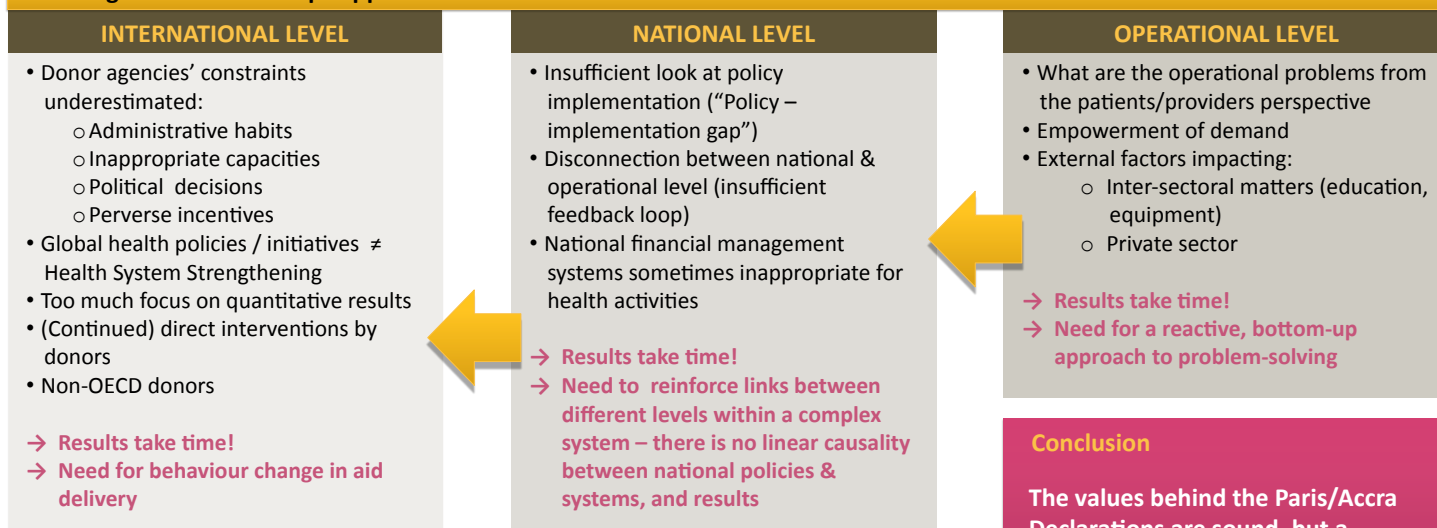 INTERNATIONAL LEVEL
• Donor agencies' constraints
underestimated:
o Administrative habits
o Inappropriate capacities
o Political decisions
o Perverse incentives
• Global health policies / initiatives ≠
Health System Strengthening
• Too much focus on quantitative results
• (Continued) direct interventions by
donors
• Non-OECD donors
→ Results take time!
→ Need for behaviour change in aid
delivery
NATIONAL LEVEL
• Insufficient look at policy
implementation (“Policy –
implementation gap”)
• Disconnection between national &
operational level (insufficient
feedback loop)
• National financial management
systems sometimes inappropriate for
health activities
→ Results take time!
→ Need to reinforce links between
different levels within a complex
system – there is no linear causality
between national policies &
systems, and results
OPERATIONAL LEVEL
• What are the operational problems from
the patients/providers perspective
• Empowerment of demand
• External factors impacting:
o Inter-sectoral matters (education,
equipment)
o Private sector
→ Results take time!
→ Need for a reactive, bottom-up
approach to problem-solving
Conclusion
The values behind the Paris/Accra
Declarations are sound, but a